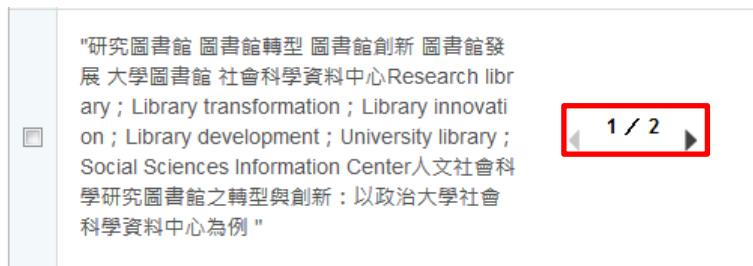 "研究圖書館 圖書館轉型 圖書館創新 圖書館發
展 大學圖書館 社會科學資料中心Research libr
ary；Library transformation；Library innovati
on；Library development；University library；
Social Sciences Information Center人文社會科
學研究圖書館之轉型與創新：以政治大學社會
科學資料中心為例 "
1 / 2